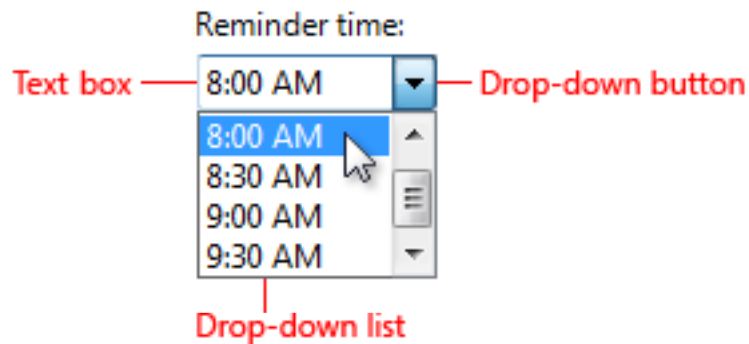 Reminder time:
Text box 8:00 AM Drop-down button
8:00 AM
8:30 AM
9:00 AM
9:30 AM
Drop-down list